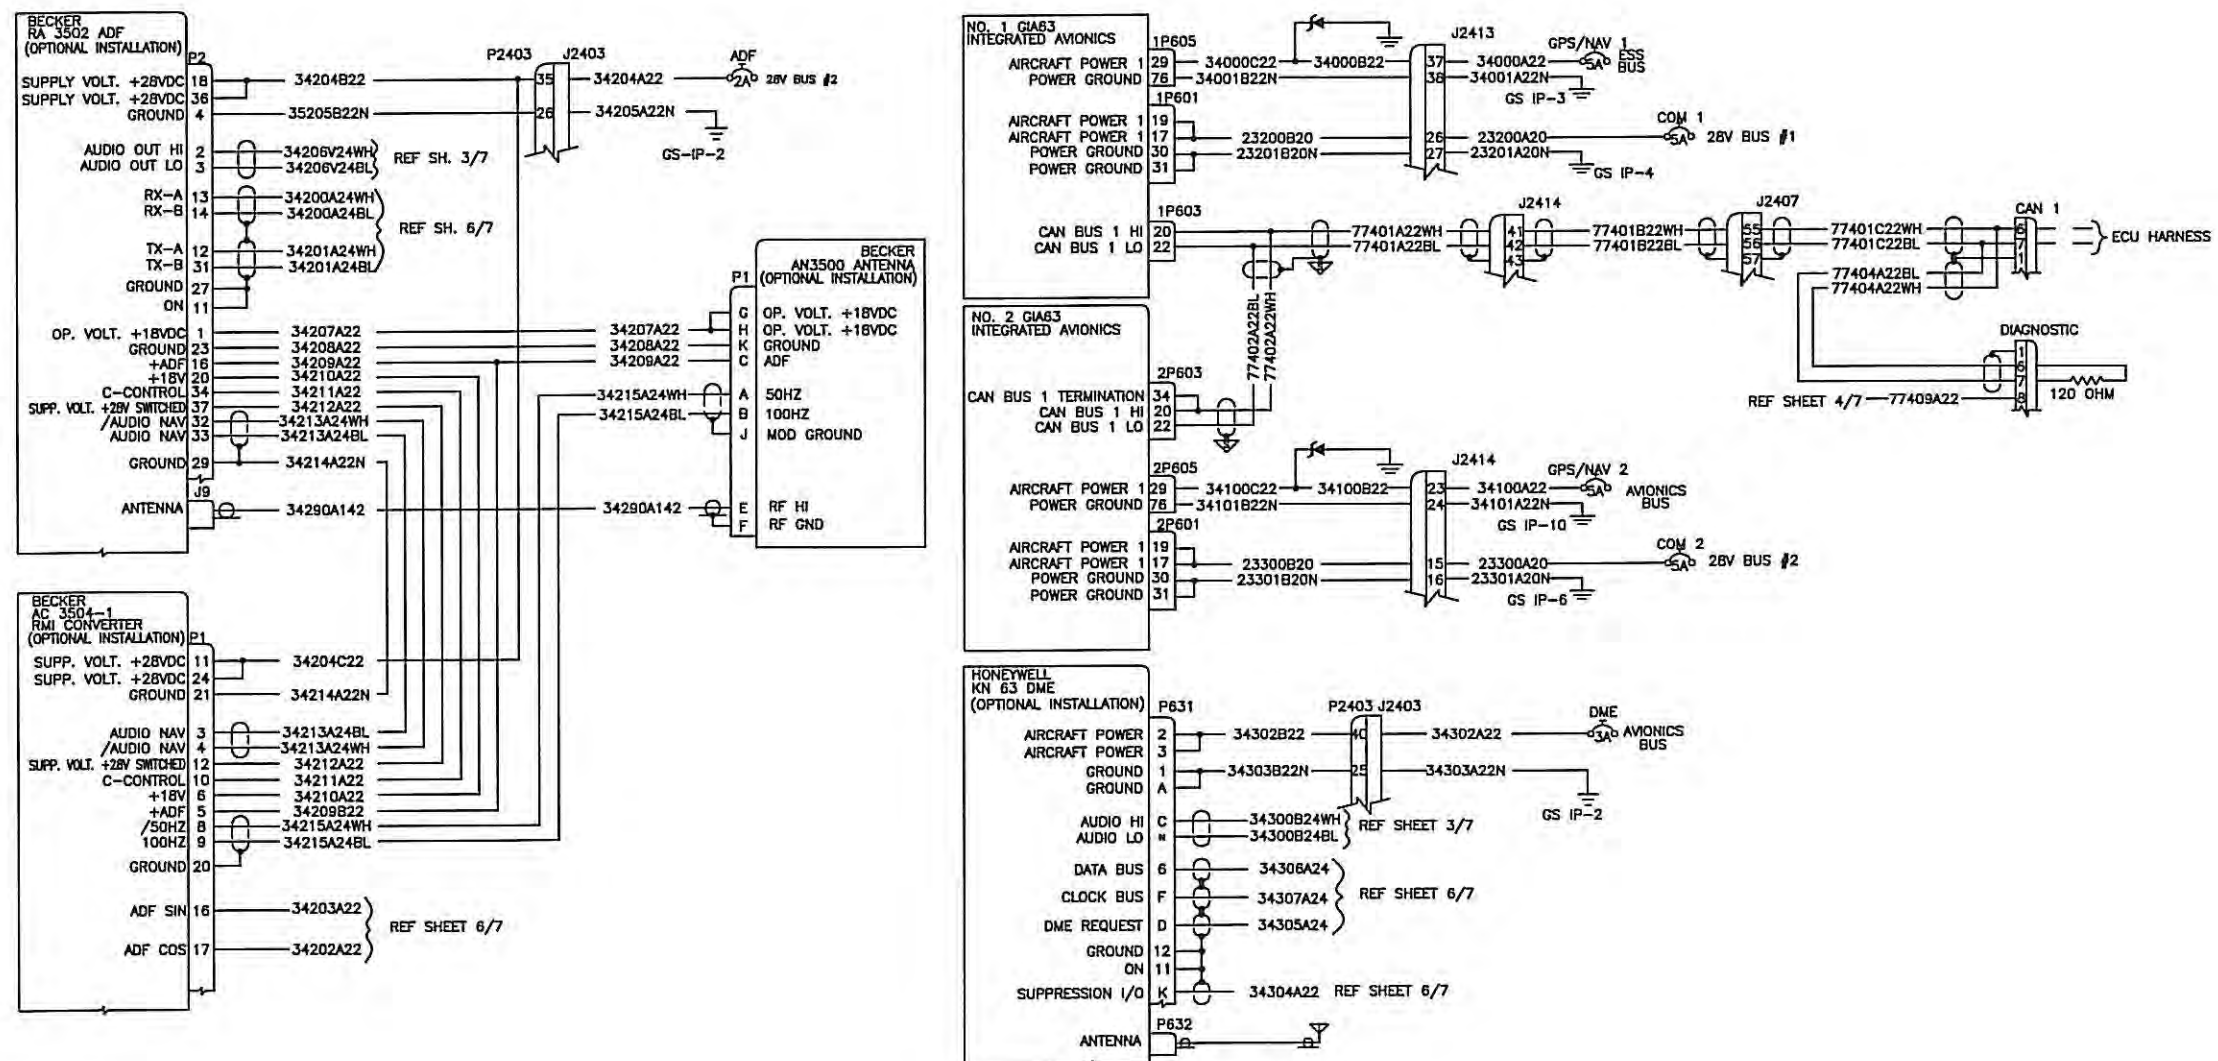 BECKER
RA 3502 ADF
(OPTIONAL INSTALLATION)
P2
SUPPLY VOLT. +28VDC 18 34204B22
SUPPLY VOLT. +28VDC 36
GROUND 4 35205B22N
P2403 J2403
35 34204A22
ADF
2A 28V BUS #2
26 34205A22N
GS-IP-2
AUDIO OUT HI 2 34206V24WH
AUDIO OUT LO 3 34206V24BL
REF SH. 3/7
RX-A 13 34200A24WH
RX-B 14 34200A24BL
TX-A 12 34201A24WH
TX-B 31 34201A24BL
REF SH. 6/7
GROUND 27
ON 11
OP. VOLT. +18VDC 1 34207A22 34207A22
GROUND 23 34208A22 34208A22
+ADF 16 34209A22 34209A22
+18V 20 34210A22
C-CONTROL 34 34211A22
SUPP. VOLT. +28V SWITCHED 37 34212A22
/AUDIO NAV 32 34213A24WH
AUDIO NAV 33 34213A24BL
GROUND 29 34214A22N
J9
ANTENNA 34290A142 34290A142
BECKER
AN3500 ANTENNA
(OPTIONAL INSTALLATION)
P1
G OP. VOLT. +18VDC
H OP. VOLT. +18VDC
K GROUND
C ADF
34215A24WH A 50HZ
34215A24BL B 100HZ
J MOD GROUND
E RF HI
F RF GND
BECKER
AC 3504-1
RMI CONVERTER
(OPTIONAL INSTALLATION)
P1
SUPP. VOLT. +28VDC 11 34204C22
SUPP. VOLT. +28VDC 24
GROUND 21 34214A22N
AUDIO NAV 3 34213A24BL
/AUDIO NAV 4 34213A24WH
SUPP. VOLT. +28V SWITCHED 12 34212A22
C-CONTROL 10 34211A22
+18V 6 34210A22
+ADF 5 34209B22
/50HZ 8 34215A24WH
100HZ 9 34215A24BL
GROUND 20
ADF SIN 16 34203A22
ADF COS 17 34202A22
REF SHEET 6/7
NO. 1 GIA63
INTEGRATED AVIONICS
1P605
AIRCRAFT POWER 1 29 34000C22 34000B22
POWER GROUND 76 34001B22N
J2413
37 34000A22
38 34001A22N
GPS/NAV 1
5A ESS
BUS
GS IP-3
1P601
AIRCRAFT POWER 1 19
AIRCRAFT POWER 1 17 23200B20
POWER GROUND 30 23201B20N
POWER GROUND 31
26 23200A20
27 23201A20N
COM 1
5A 28V BUS #1
GS IP-4
1P603
CAN BUS 1 HI 20 77401A22WH
CAN BUS 1 LO 22 77401A22BL
J2414
41 77401B22WH
42 77401B22BL
43
J2407
55 77401C22WH
56 77401C22BL
57
CAN 1
6
7
1
ECU HARNESS
77404A22BL
77404A22WH
77402A22BL
77402A22WH
DIAGNOSTIC
1
6
7
8
120 OHM
REF SHEET 4/7 77409A22
NO. 2 GIA63
INTEGRATED AVIONICS
2P603
CAN BUS 1 TERMINATION 34
CAN BUS 1 HI 20
CAN BUS 1 LO 22
2P605
AIRCRAFT POWER 1 29 34100C22 34100B22
POWER GROUND 76 34101B22N
J2414
23 34100A22
24 34101A22N
GPS/NAV 2
5A AVIONICS
BUS
GS IP-10
2P601
AIRCRAFT POWER 1 19
AIRCRAFT POWER 1 17 23300B20
POWER GROUND 30 23301B20N
POWER GROUND 31
15 23300A20
16 23301A20N
COM 2
5A 28V BUS #2
GS IP-6
HONEYWELL
KN 63 DME
(OPTIONAL INSTALLATION)
P631
AIRCRAFT POWER 2 34302B22
AIRCRAFT POWER 3
GROUND 1 34303B22N
GROUND A
P2403 J2403
40 34302A22
25 34303A22N
DME
3A AVIONICS
BUS
GS IP-2
AUDIO HI C 34300B24WH
AUDIO LO N 34300B24BL
REF SHEET 3/7
DATA BUS 6 34306A24
CLOCK BUS F 34307A24
DME REQUEST D 34305A24
REF SHEET 6/7
GROUND 12
ON 11
SUPPRESSION I/O K 34304A22 REF SHEET 6/7
P632
ANTENNA